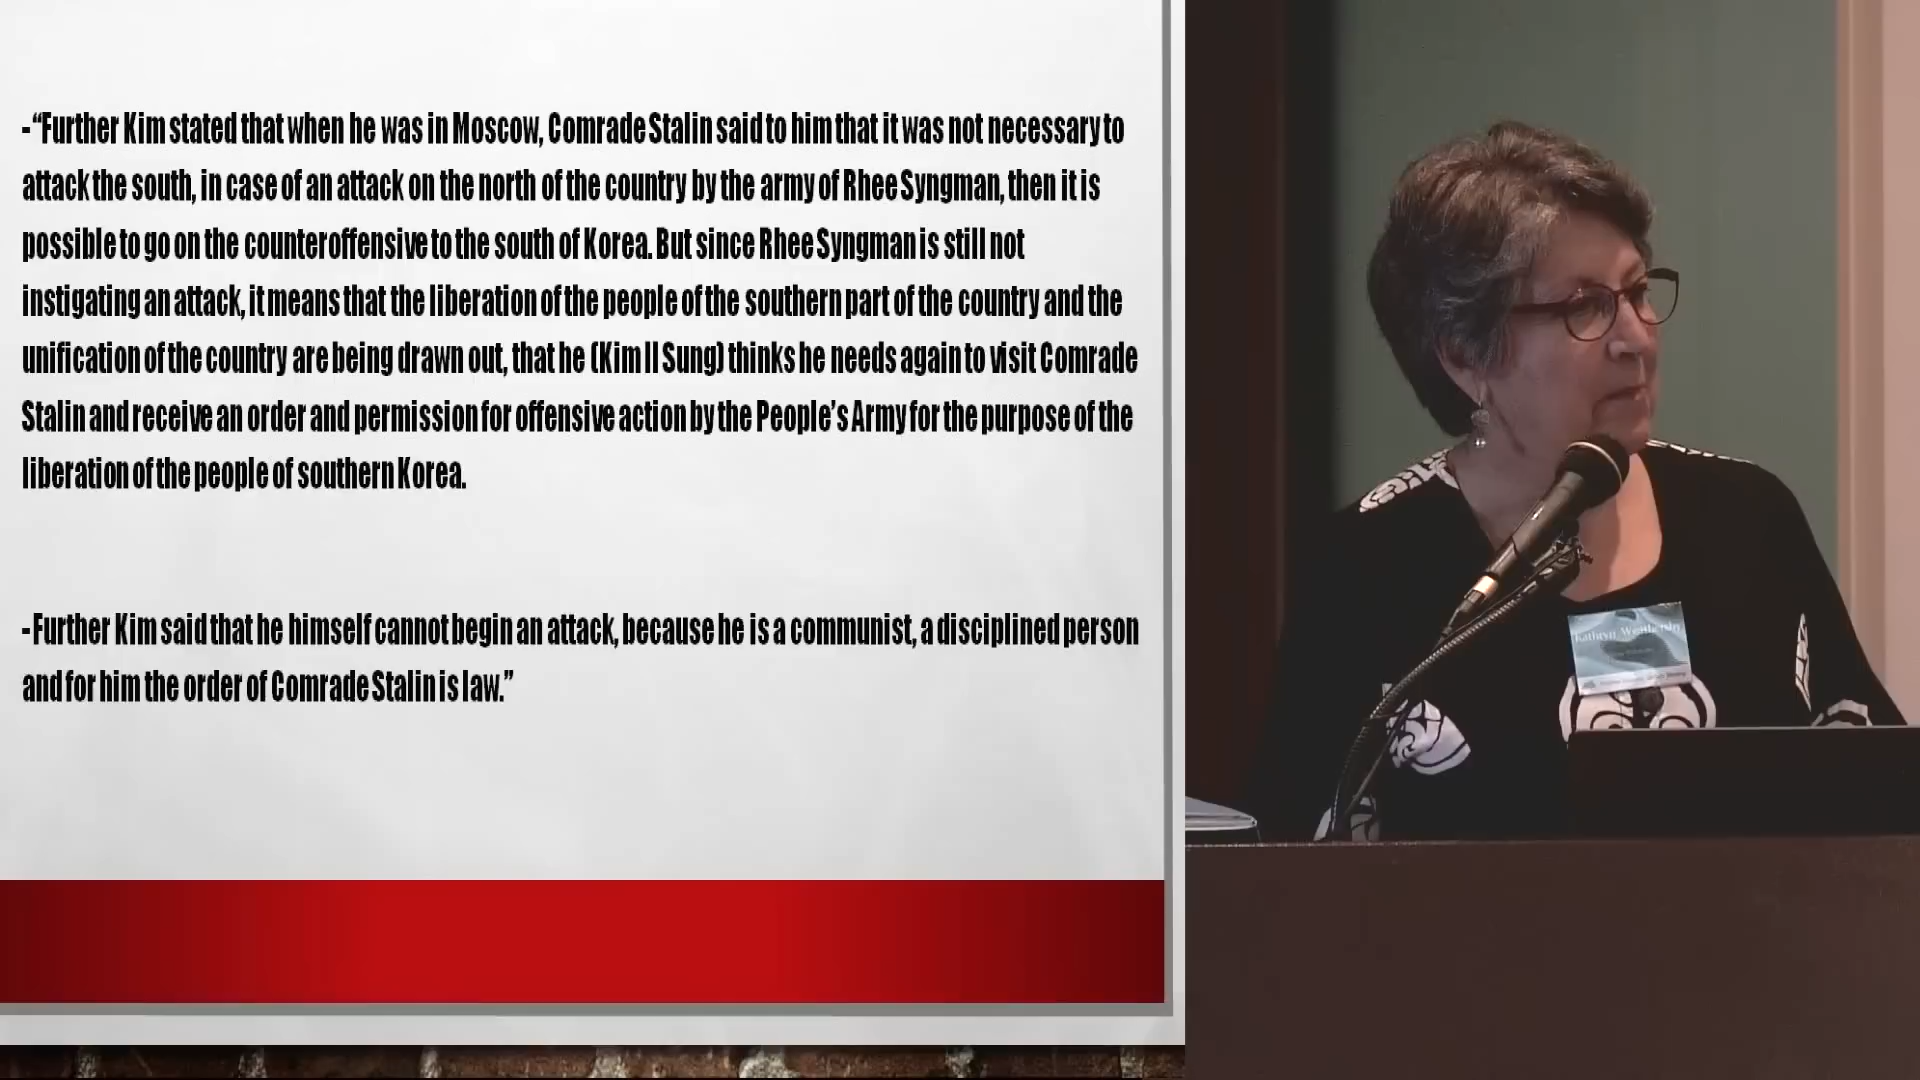 -“Further Kim stated that when he was in Moscow, Comrade Stalin said to him that it was not necessary to
attack the south, in case of an attack on the north of the country by the army of Rhee Syngman, then it is
possible to go on the counteroffensive to the south of Korea. But since Rhee Syngman is still not
instigating an attack, it means that the liberation of the people of the southern part of the country and the
unification of the country are being drawn out, that he (Kim Il Sung) thinks he needs again to visit Comrade
Stalin and receive an order and permission for offensive action by the People’s Army for the purpose of the
liberation of the people of southern Korea.
-Further Kim said that he himself cannot begin an attack, because he is a communist, a disciplined person
and for him the order of Comrade Stalin is law.”
Kathryn Weathersby